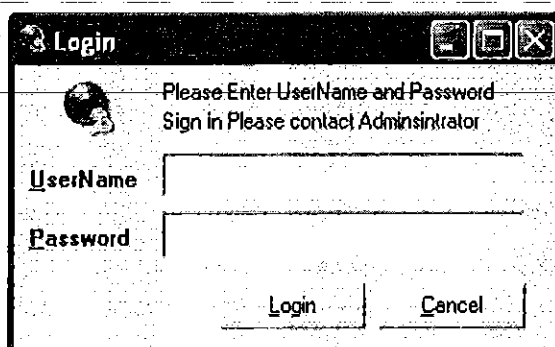 Login
Please Enter UserName and Password
Sign in Please contact Adminsintrator
UserName
Password
Login Cancel